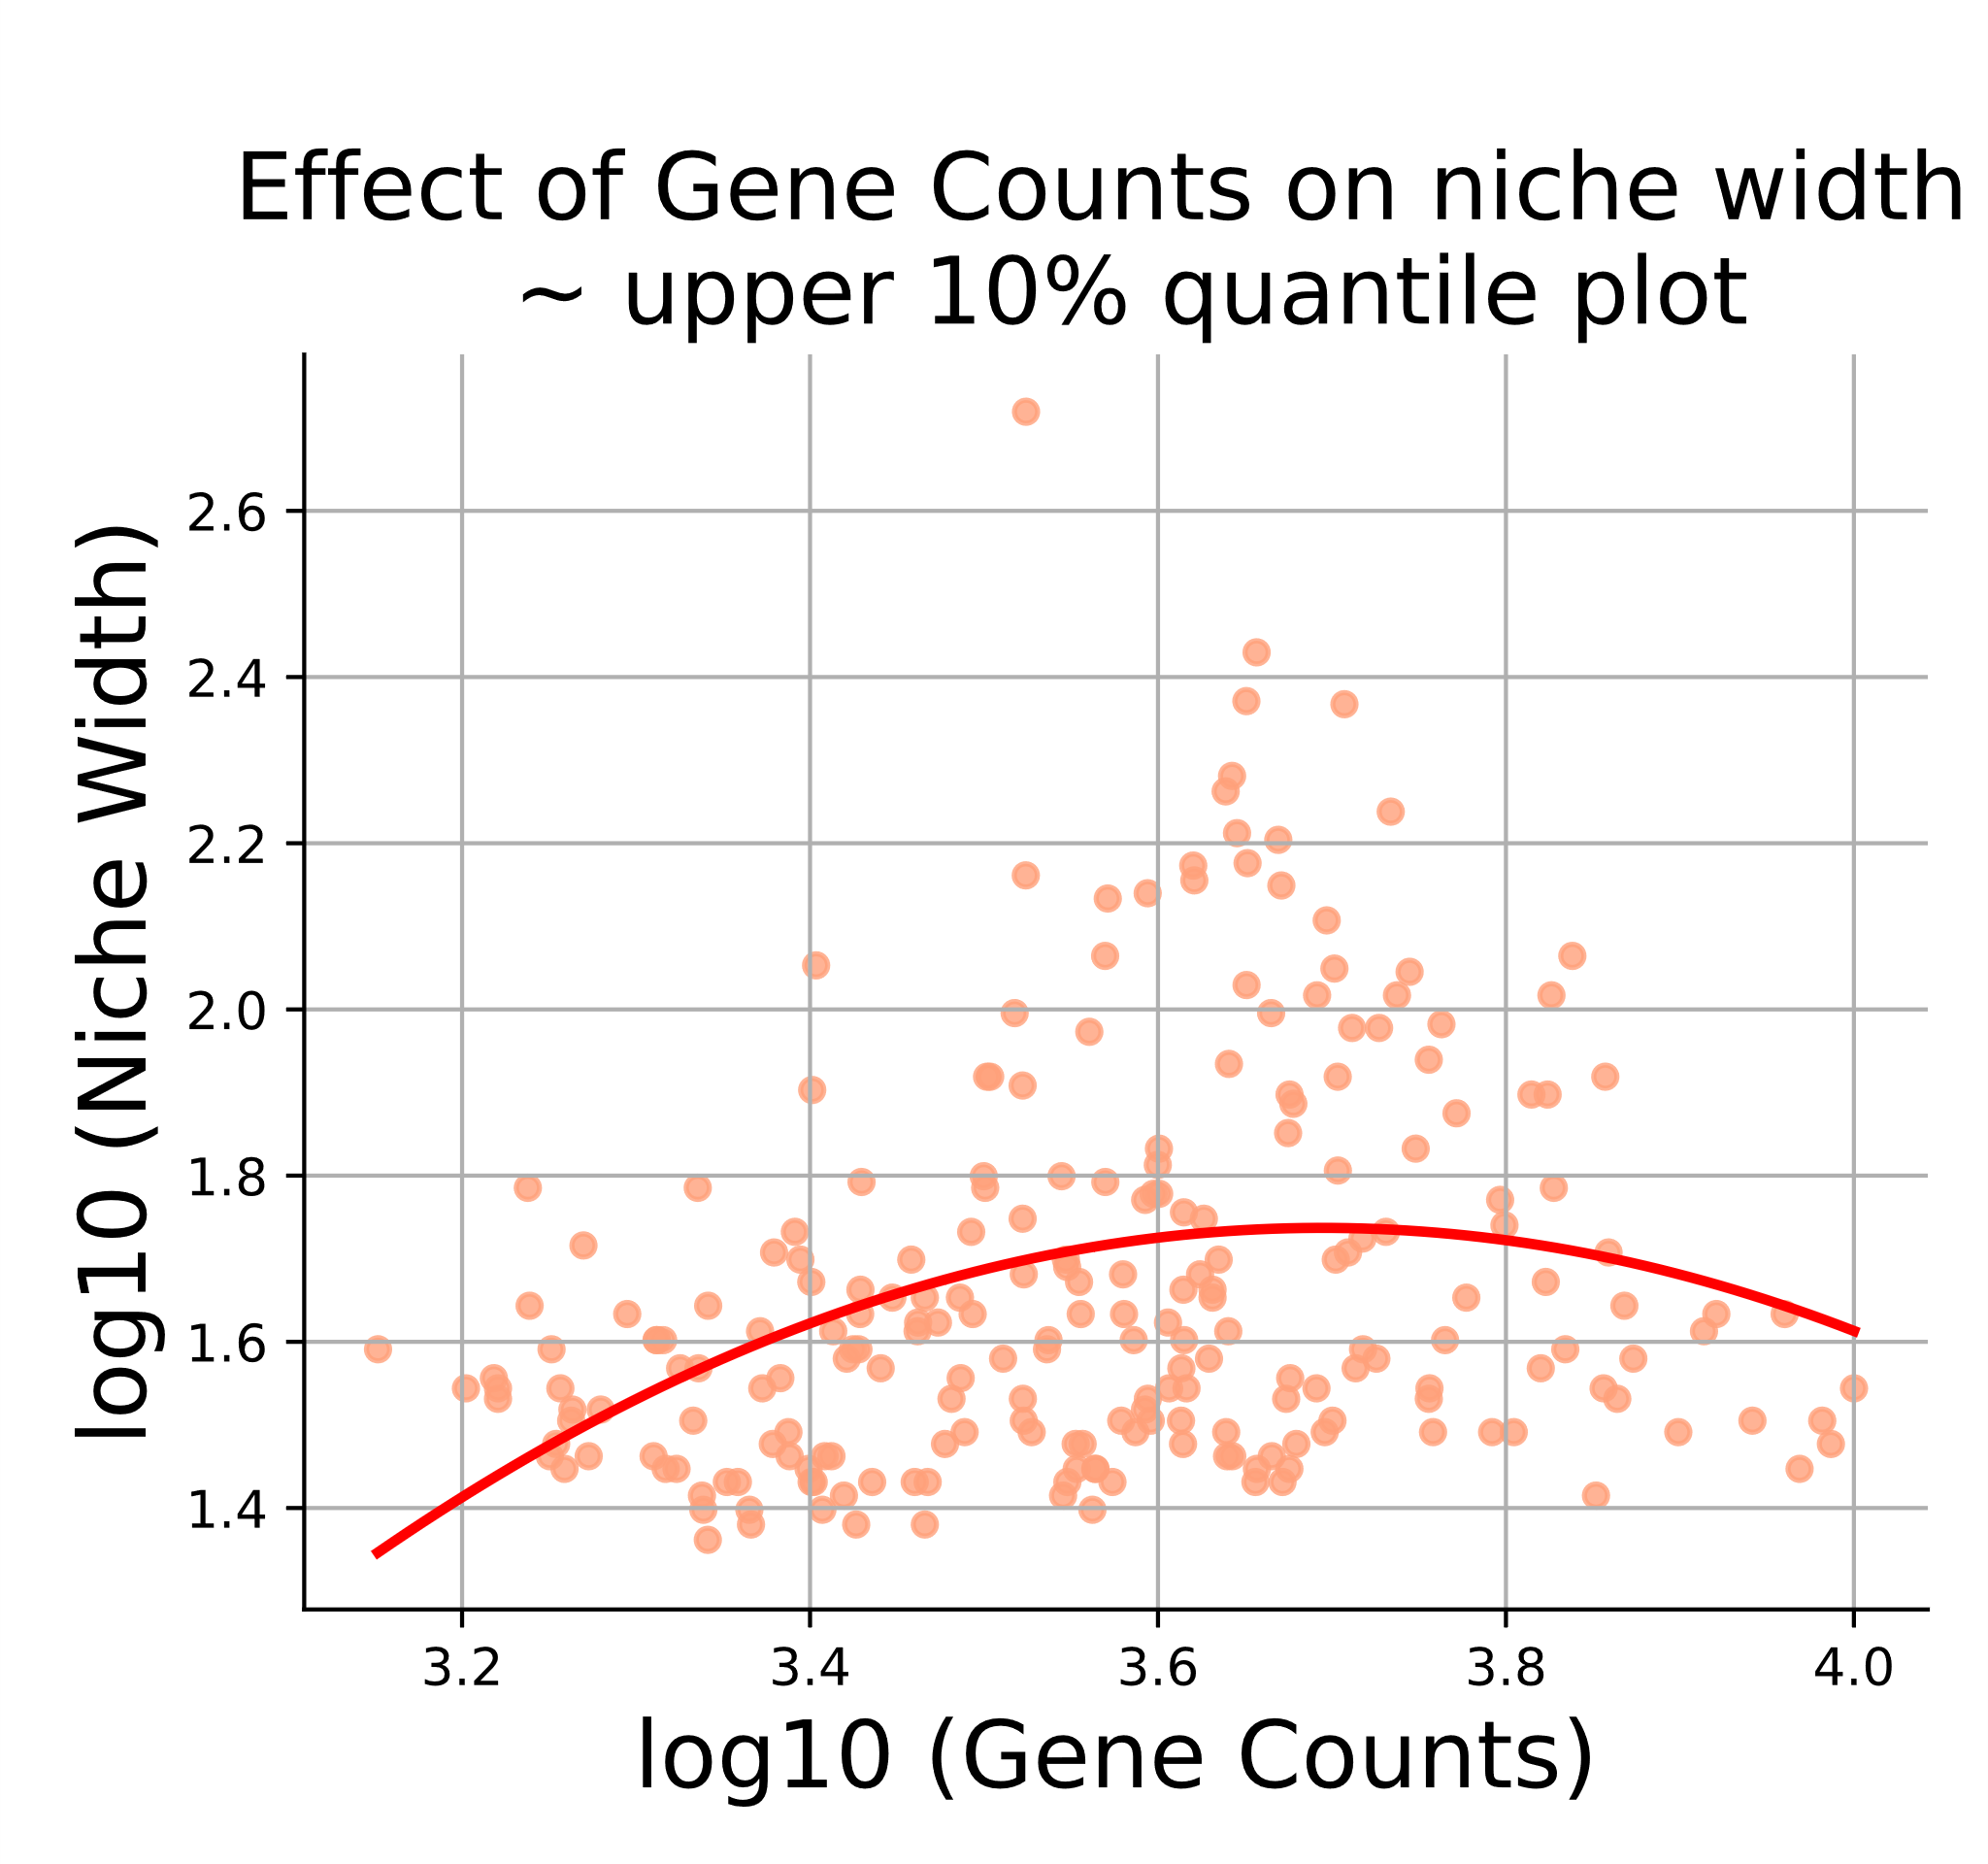 Effect of Gene Counts on niche width
~ upper 10% quantile plot
log10 (Niche Width)
2.6
2.4
2.2
2.0
1.8
1.6
1.4
3.2 3.4 3.6 3.8 4.0
log10 (Gene Counts)